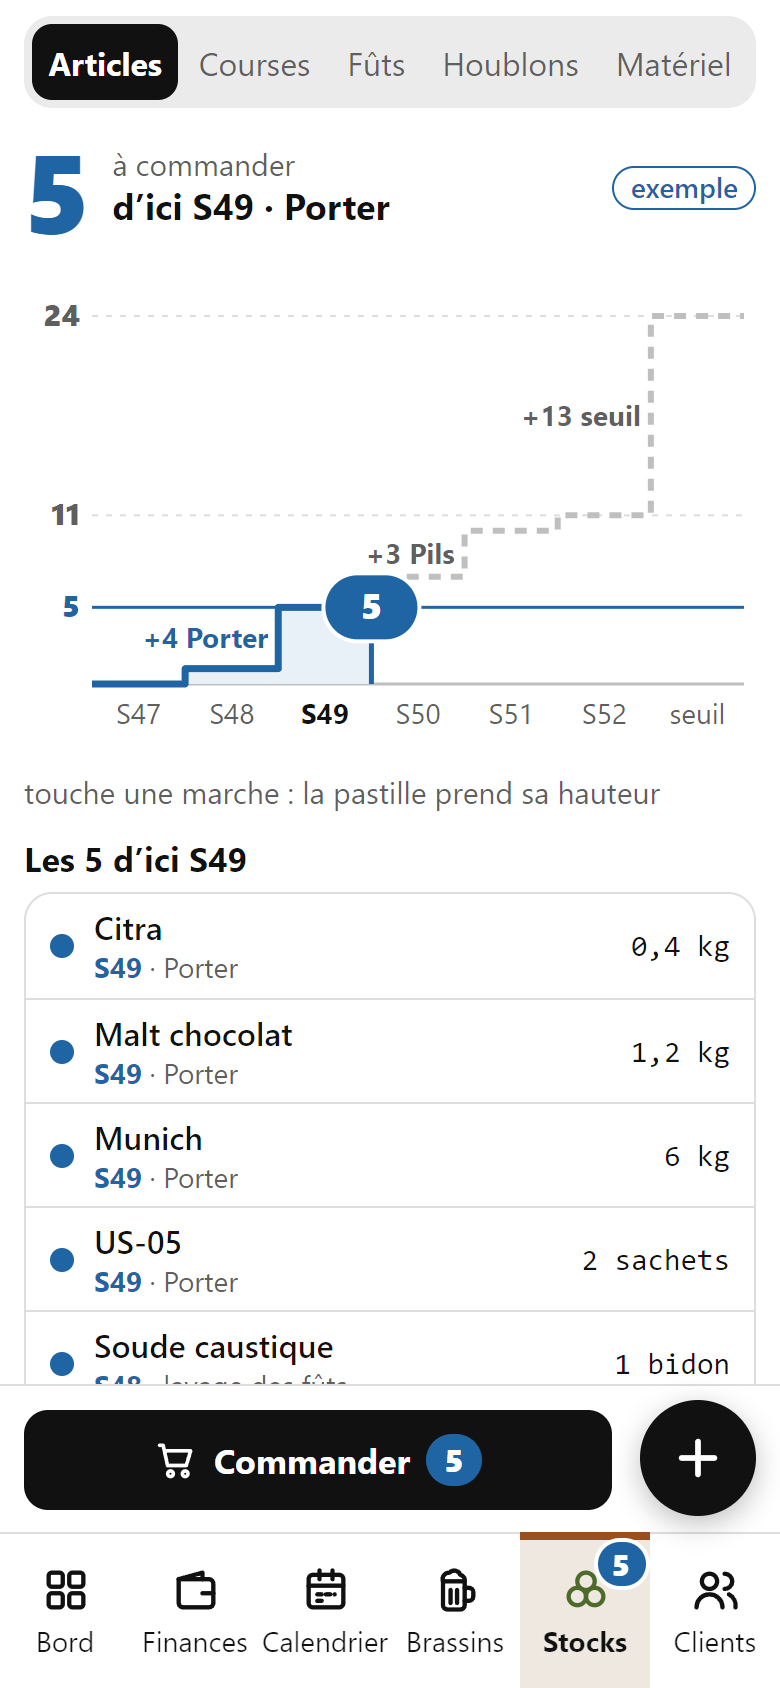 Articles Courses Fûts Houblons Matériel
5
à commander
d’ici S49 · Porter
exemple
24
+13 seuil
11
+3 Pils
5
5
+4 Porter
S47 S48 S49 S50 S51 S52 seuil
touche une marche : la pastille prend sa hauteur
Les 5 d’ici S49
Citra
S49 · Porter
0,4 kg
Malt chocolat
S49 · Porter
1,2 kg
Munich
S49 · Porter
6 kg
US-05
S49 · Porter
2 sachets
Soude caustique
S48 · lavage des fûts
1 bidon
Commander 5
5
Bord Finances Calendrier Brassins Stocks Clients